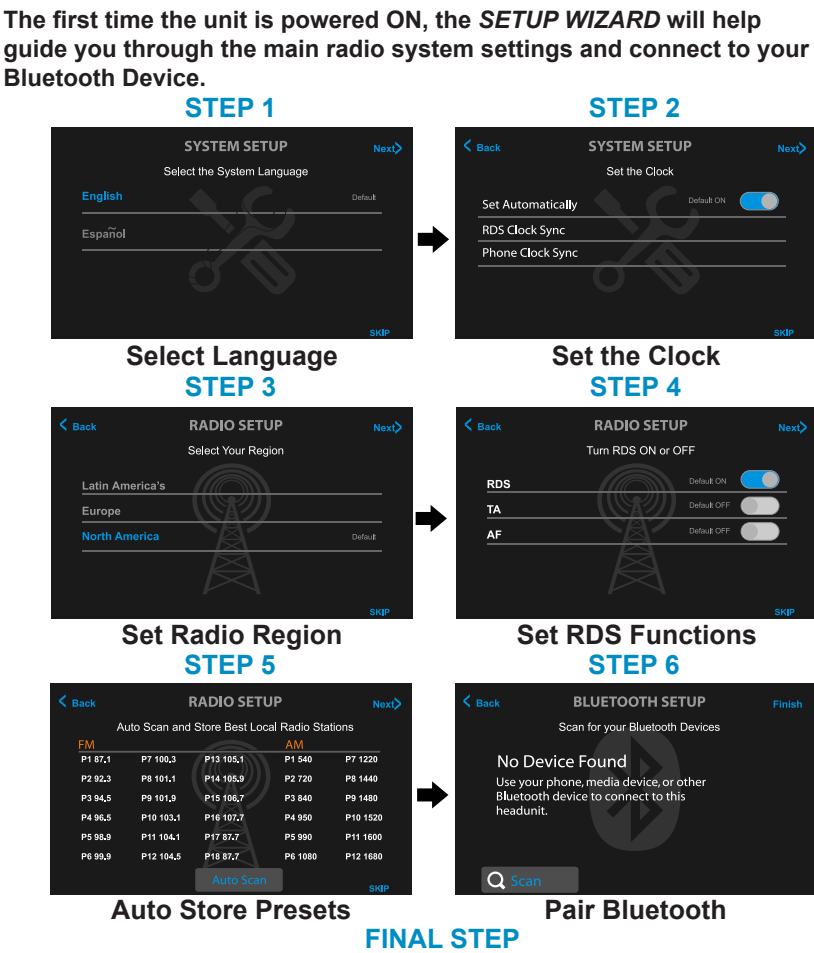 The first time the unit is powered ON, the SETUP WIZARD will help
guide you through the main radio system settings and connect to your
Bluetooth Device.
STEP 1
SYSTEM SETUP
Next
Select the System Language
English
Default
Español
SKIP
Select Language
STEP 2
Back
SYSTEM SETUP
Next
Set the Clock
Set Automatically
Default ON
RDS Clock Sync
Phone Clock Sync
SKIP
Set the Clock
STEP 3
Back
RADIO SETUP
Next
Select Your Region
Latin America's
Europe
North America
Default
SKIP
Set Radio Region
STEP 4
Back
RADIO SETUP
Next
Turn RDS ON or OFF
RDS
Default ON
TA
Default OFF
AF
Default OFF
SKIP
Set RDS Functions
STEP 5
Back
RADIO SETUP
Next
Auto Scan and Store Best Local Radio Stations
FM AM
P1 87.1 P7 100.3 P13 105.1 P1 540 P7 1220
P2 92.3 P8 101.1 P14 105.9 P2 720 P8 1440
P3 94.5 P9 101.9 P15 106.7 P3 840 P9 1480
P4 96.5 P10 103.1 P16 107.7 P4 950 P10 1520
P5 98.9 P11 104.1 P17 87.7 P5 990 P11 1600
P6 99.9 P12 104.5 P18 87.7 P6 1080 P12 1680
Auto Scan
SKIP
Auto Store Presets
STEP 6
Back
BLUETOOTH SETUP
Finish
Scan for your Bluetooth Devices
No Device Found
Use your phone, media device, or other
Bluetooth device to connect to this
headunit.
Scan
Pair Bluetooth
FINAL STEP